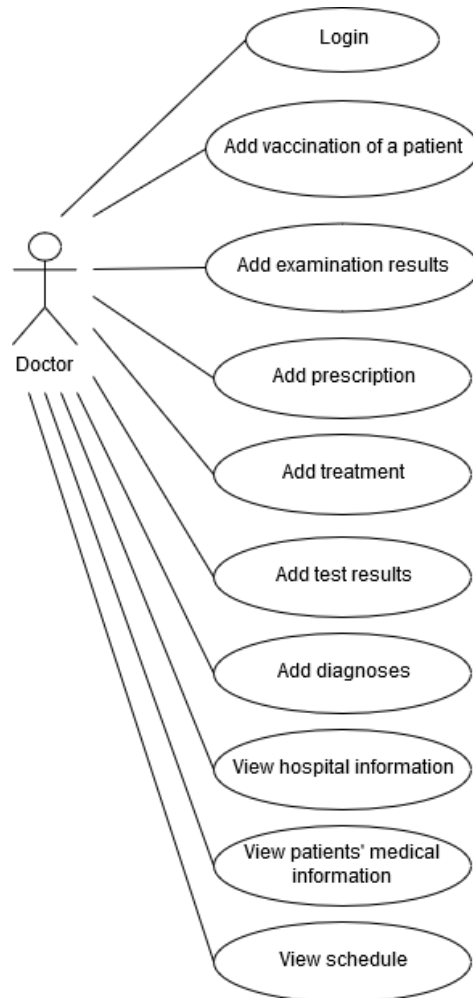 Login
Add vaccination of a patient
Add examination results
Doctor
Add prescription
Add treatment
Add test results
Add diagnoses
View hospital information
View patients' medical
information
View schedule